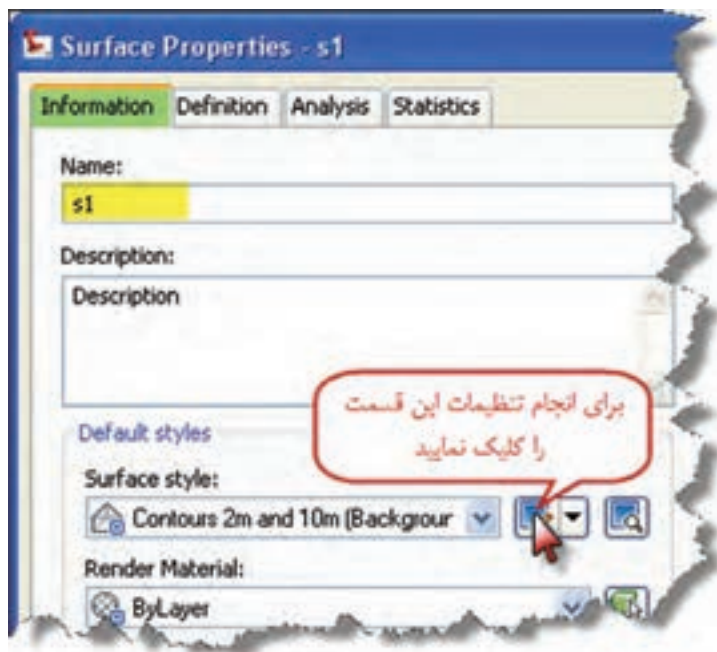 Surface Properties - s1
Information Definition Analysis Statistics
Name:
s1
Description:
Description
برای انجام تنظیمات این قسمت
را کلیک نمایید
Default styles
Surface style:
Contours 2m and 10m (Backgrour
Render Material:
ByLayer